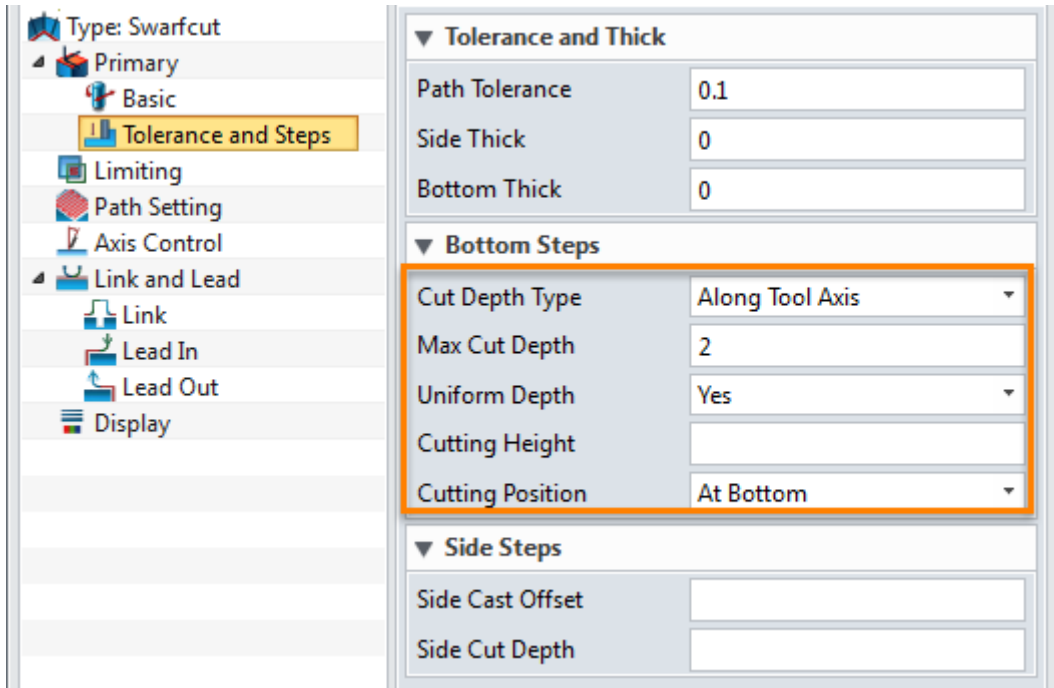 Type: Swarfcut
Primary
Basic
Tolerance and Steps
Limiting
Path Setting
Axis Control
Link and Lead
Link
Lead In
Lead Out
Display
Tolerance and Thick
Path Tolerance 0.1
Side Thick 0
Bottom Thick 0
Bottom Steps
Cut Depth Type Along Tool Axis
Max Cut Depth 2
Uniform Depth Yes
Cutting Height
Cutting Position At Bottom
Side Steps
Side Cast Offset
Side Cut Depth